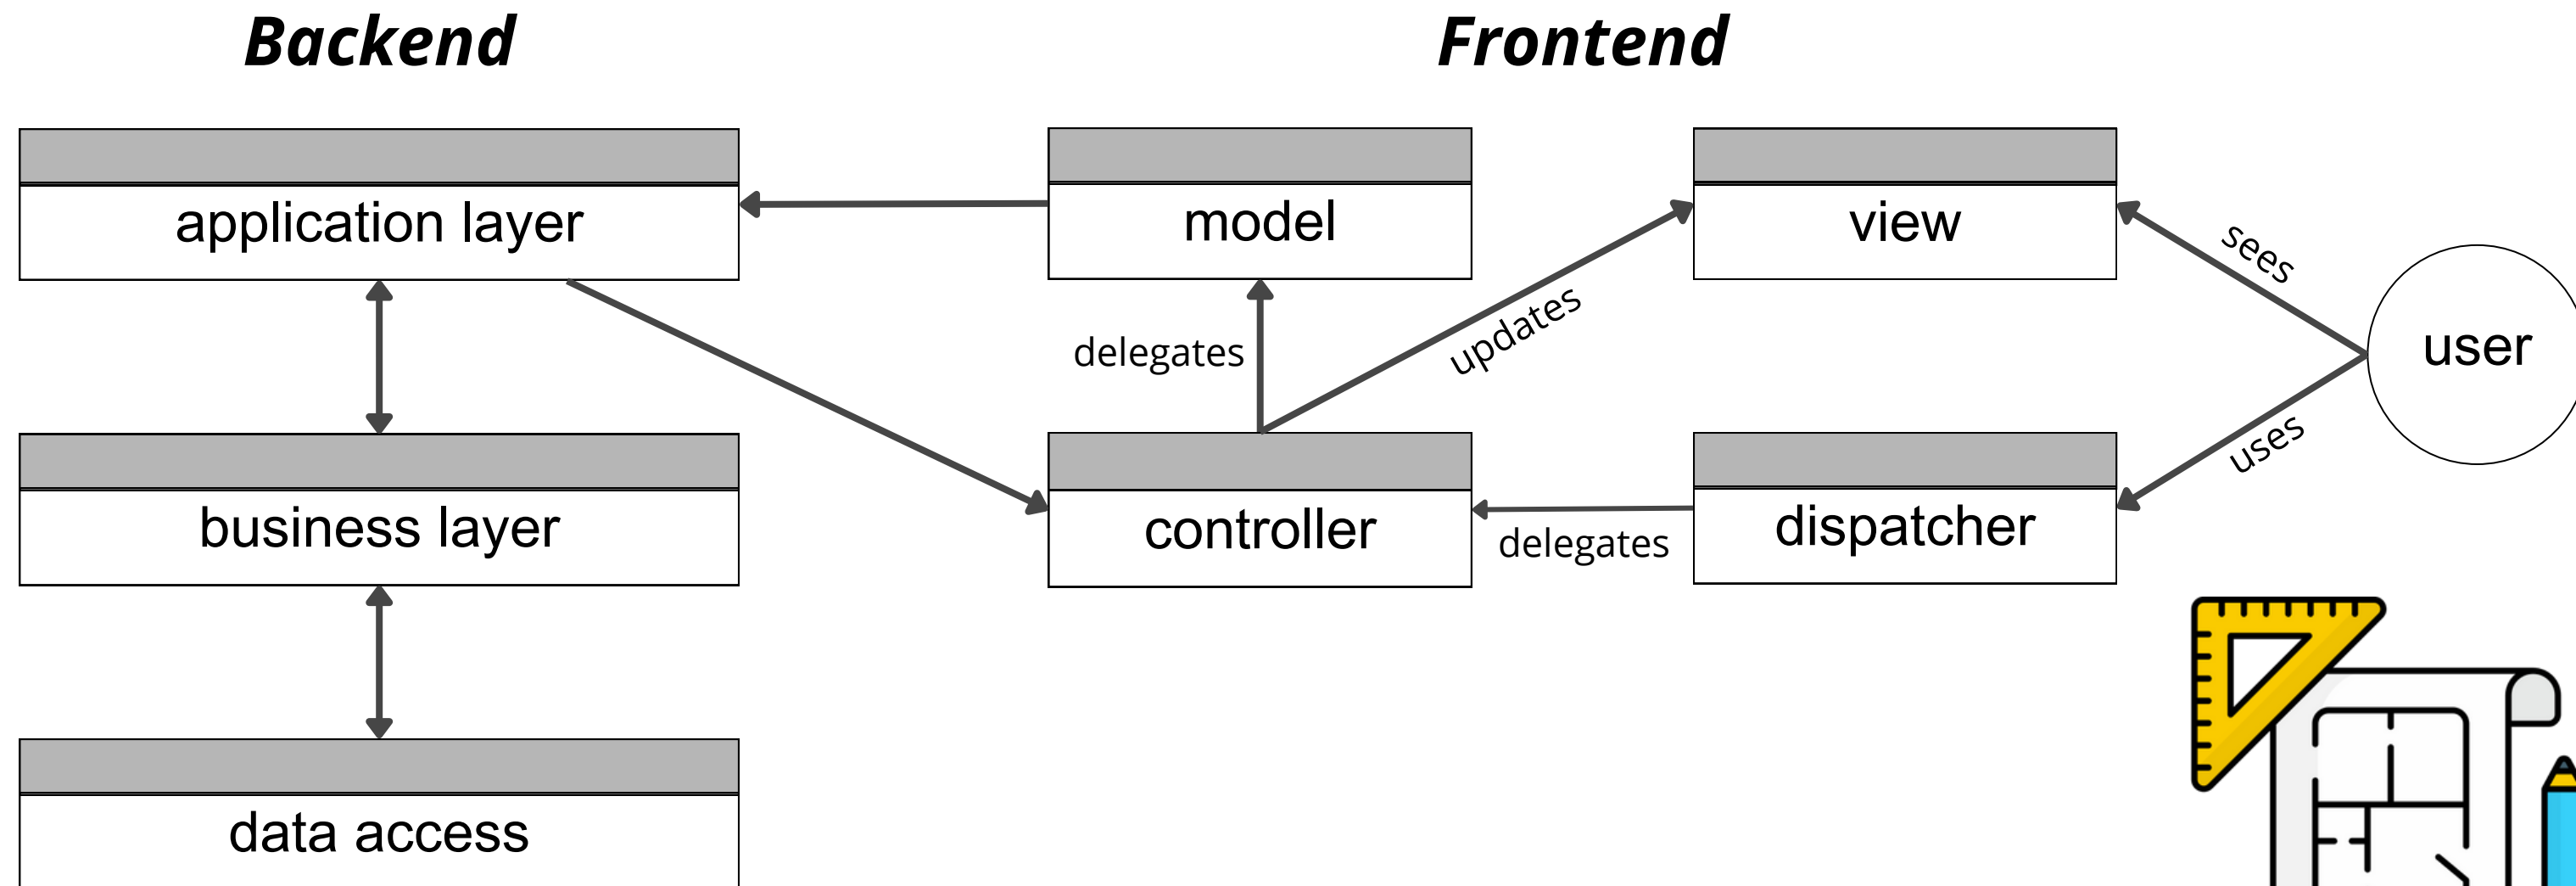 Backend
Frontend
application layer
model
view
sees
user
delegates
updates
uses
business layer
controller
delegates
dispatcher
data access